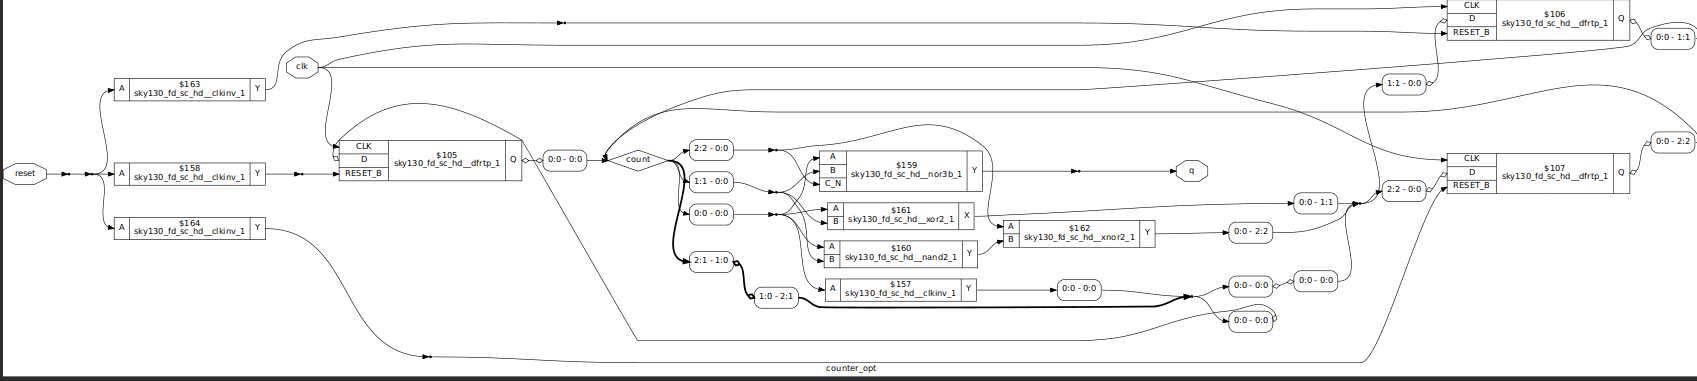 CLK
D
RESET_B
$106
sky130_fd_sc_hd__dfrtp_1
Q
0:0 - 1:1
clk
$163
A
sky130_fd_sc_hd__clkinv_1
Y
1:1 - 0:0
CLK
D
RESET_B
$105
sky130_fd_sc_hd__dfrtp_1
Q
0:0 - 0:0
count
2:2 - 0:0
0:0 - 2:2
reset
$158
A
sky130_fd_sc_hd__clkinv_1
Y
1:1 - 0:0
A
B
C_N
$159
sky130_fd_sc_hd__nor3b_1
Y
q
CLK
D
RESET_B
$107
sky130_fd_sc_hd__dfrtp_1
Q
2:2 - 0:0
0:0 - 1:1
0:0 - 0:0
A
B
$161
sky130_fd_sc_hd__xor2_1
X
$164
A
sky130_fd_sc_hd__clkinv_1
Y
A
B
$162
sky130_fd_sc_hd__xnor2_1
Y
0:0 - 2:2
A
B
$160
sky130_fd_sc_hd__nand2_1
Y
2:1 - 1:0
1:0 - 2:1
A
$157
sky130_fd_sc_hd__clkinv_1
Y
0:0 - 0:0
0:0 - 0:0
0:0 - 0:0
0:0 - 0:0
counter_opt